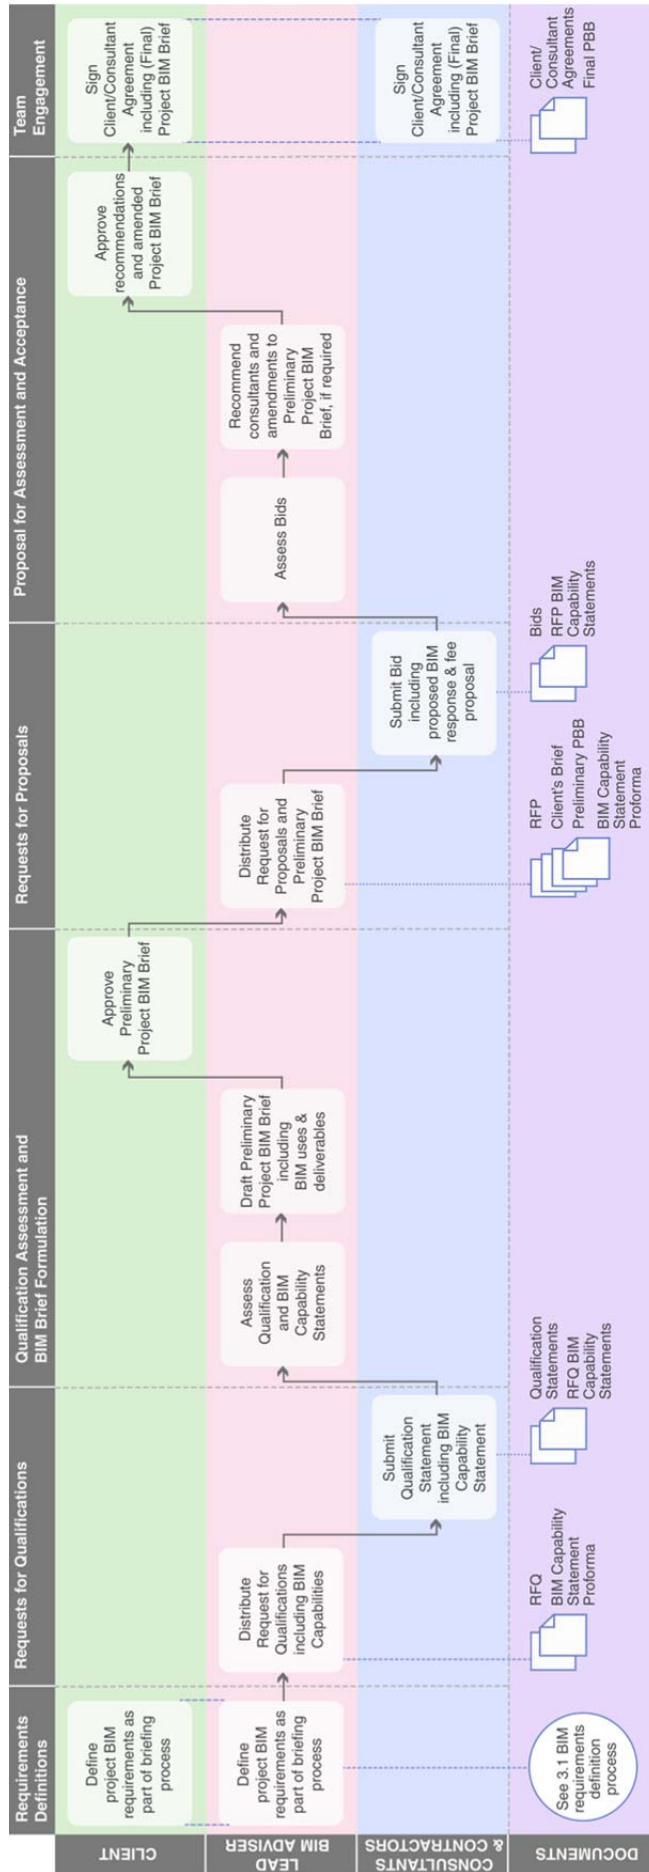 Requirements
Definitions
Requests for Qualifications
Qualification Assessment and
BIM Brief Formulation
Requests for Proposals
Proposal for Assessment and Acceptance
Team
Engagement
CLIENT
Define
project BIM
requirements as
part of briefing
process
Approve
Preliminary
Project BIM Brief
Approve
recommendations
and amended
Project BIM Brief
Sign
Client/Consultant
Agreement
including (Final)
Project BIM Brief
LEAD
BIM ADVISER
Define
project BIM
requirements as
part of briefing
process
Distribute
Request for
Qualifications
including BIM
Capabilities
Assess
Qualification
and BIM
Capability
Statements
Draft Preliminary
Project BIM Brief
including
BIM uses &
deliverables
Distribute
Request for
Proposals and
Preliminary
Project BIM Brief
Assess Bids
Recommend
consultants and
amendments to
Preliminary
Project BIM
Brief, if required
CONSULTANTS
& CONTRACTORS
Submit
Qualification
Statement
including BIM
Capability
Statement
Submit Bid
including
proposed BIM
response & fee
proposal
Sign
Client/Consultant
Agreement
including (Final)
Project BIM Brief
DOCUMENTS
See 3.1 BIM
requirements
definition
process
RFQ
BIM Capability
Statement
Proforma
Qualification
Statements
RFQ BIM
Capability
Statements
RFP
Client's Brief
Preliminary PBB
BIM Capability
Statement
Proforma
Bids
RFP BIM
Capability
Statements
Client/
Consultant
Agreements
Final PBB